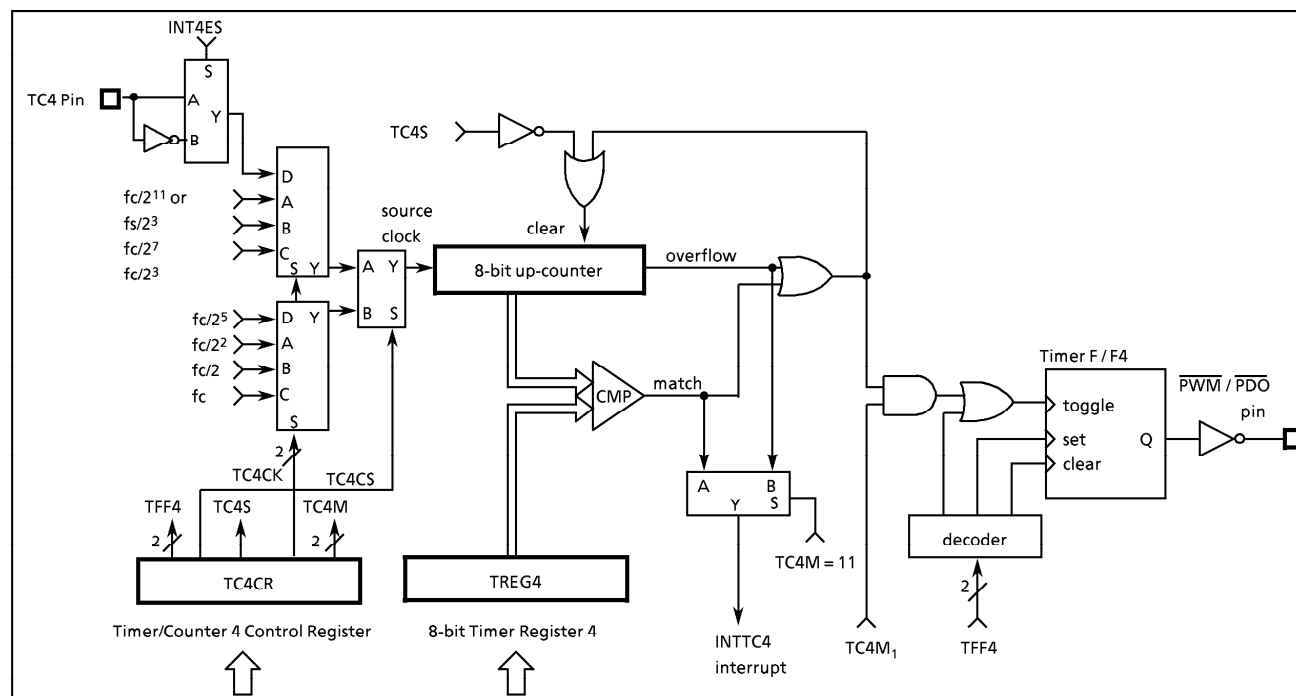 INT4ES
S
TC4 Pin
A
Y
B
TC4S
D
fc/2¹¹ or
A
fs/2³
B
fc/2⁷
C
fc/2³
S Y
source
clock
A Y
B S
clear
8-bit up-counter
overflow
fc/2⁵
D Y
fc/2²
A
fc/2
B
fc
C
S
CMP
match
Timer F / F4
toggle
set
Q
clear
P̅W̅M̅ / P̅D̅O̅
pin
2
TC4CK
TC4CS
A B
Y S
TC4M = 11
decoder
TFF4
TC4S
TC4M
2
2
2
TC4CR
TREG4
Timer/Counter 4 Control Register
8-bit Timer Register 4
INTTC4
interrupt
TC4M₁
TFF4